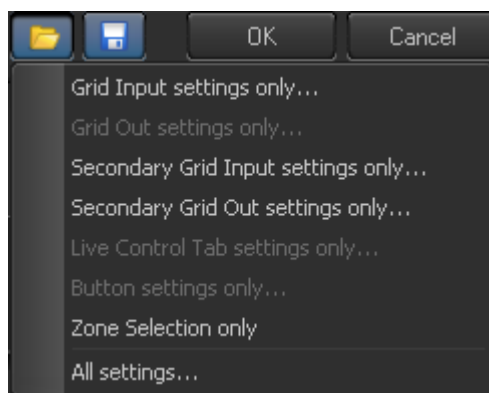 OK Cancel
Grid Input settings only...
Grid Out settings only...
Secondary Grid Input settings only...
Secondary Grid Out settings only...
Live Control Tab settings only...
Button settings only...
Zone Selection only
All settings...